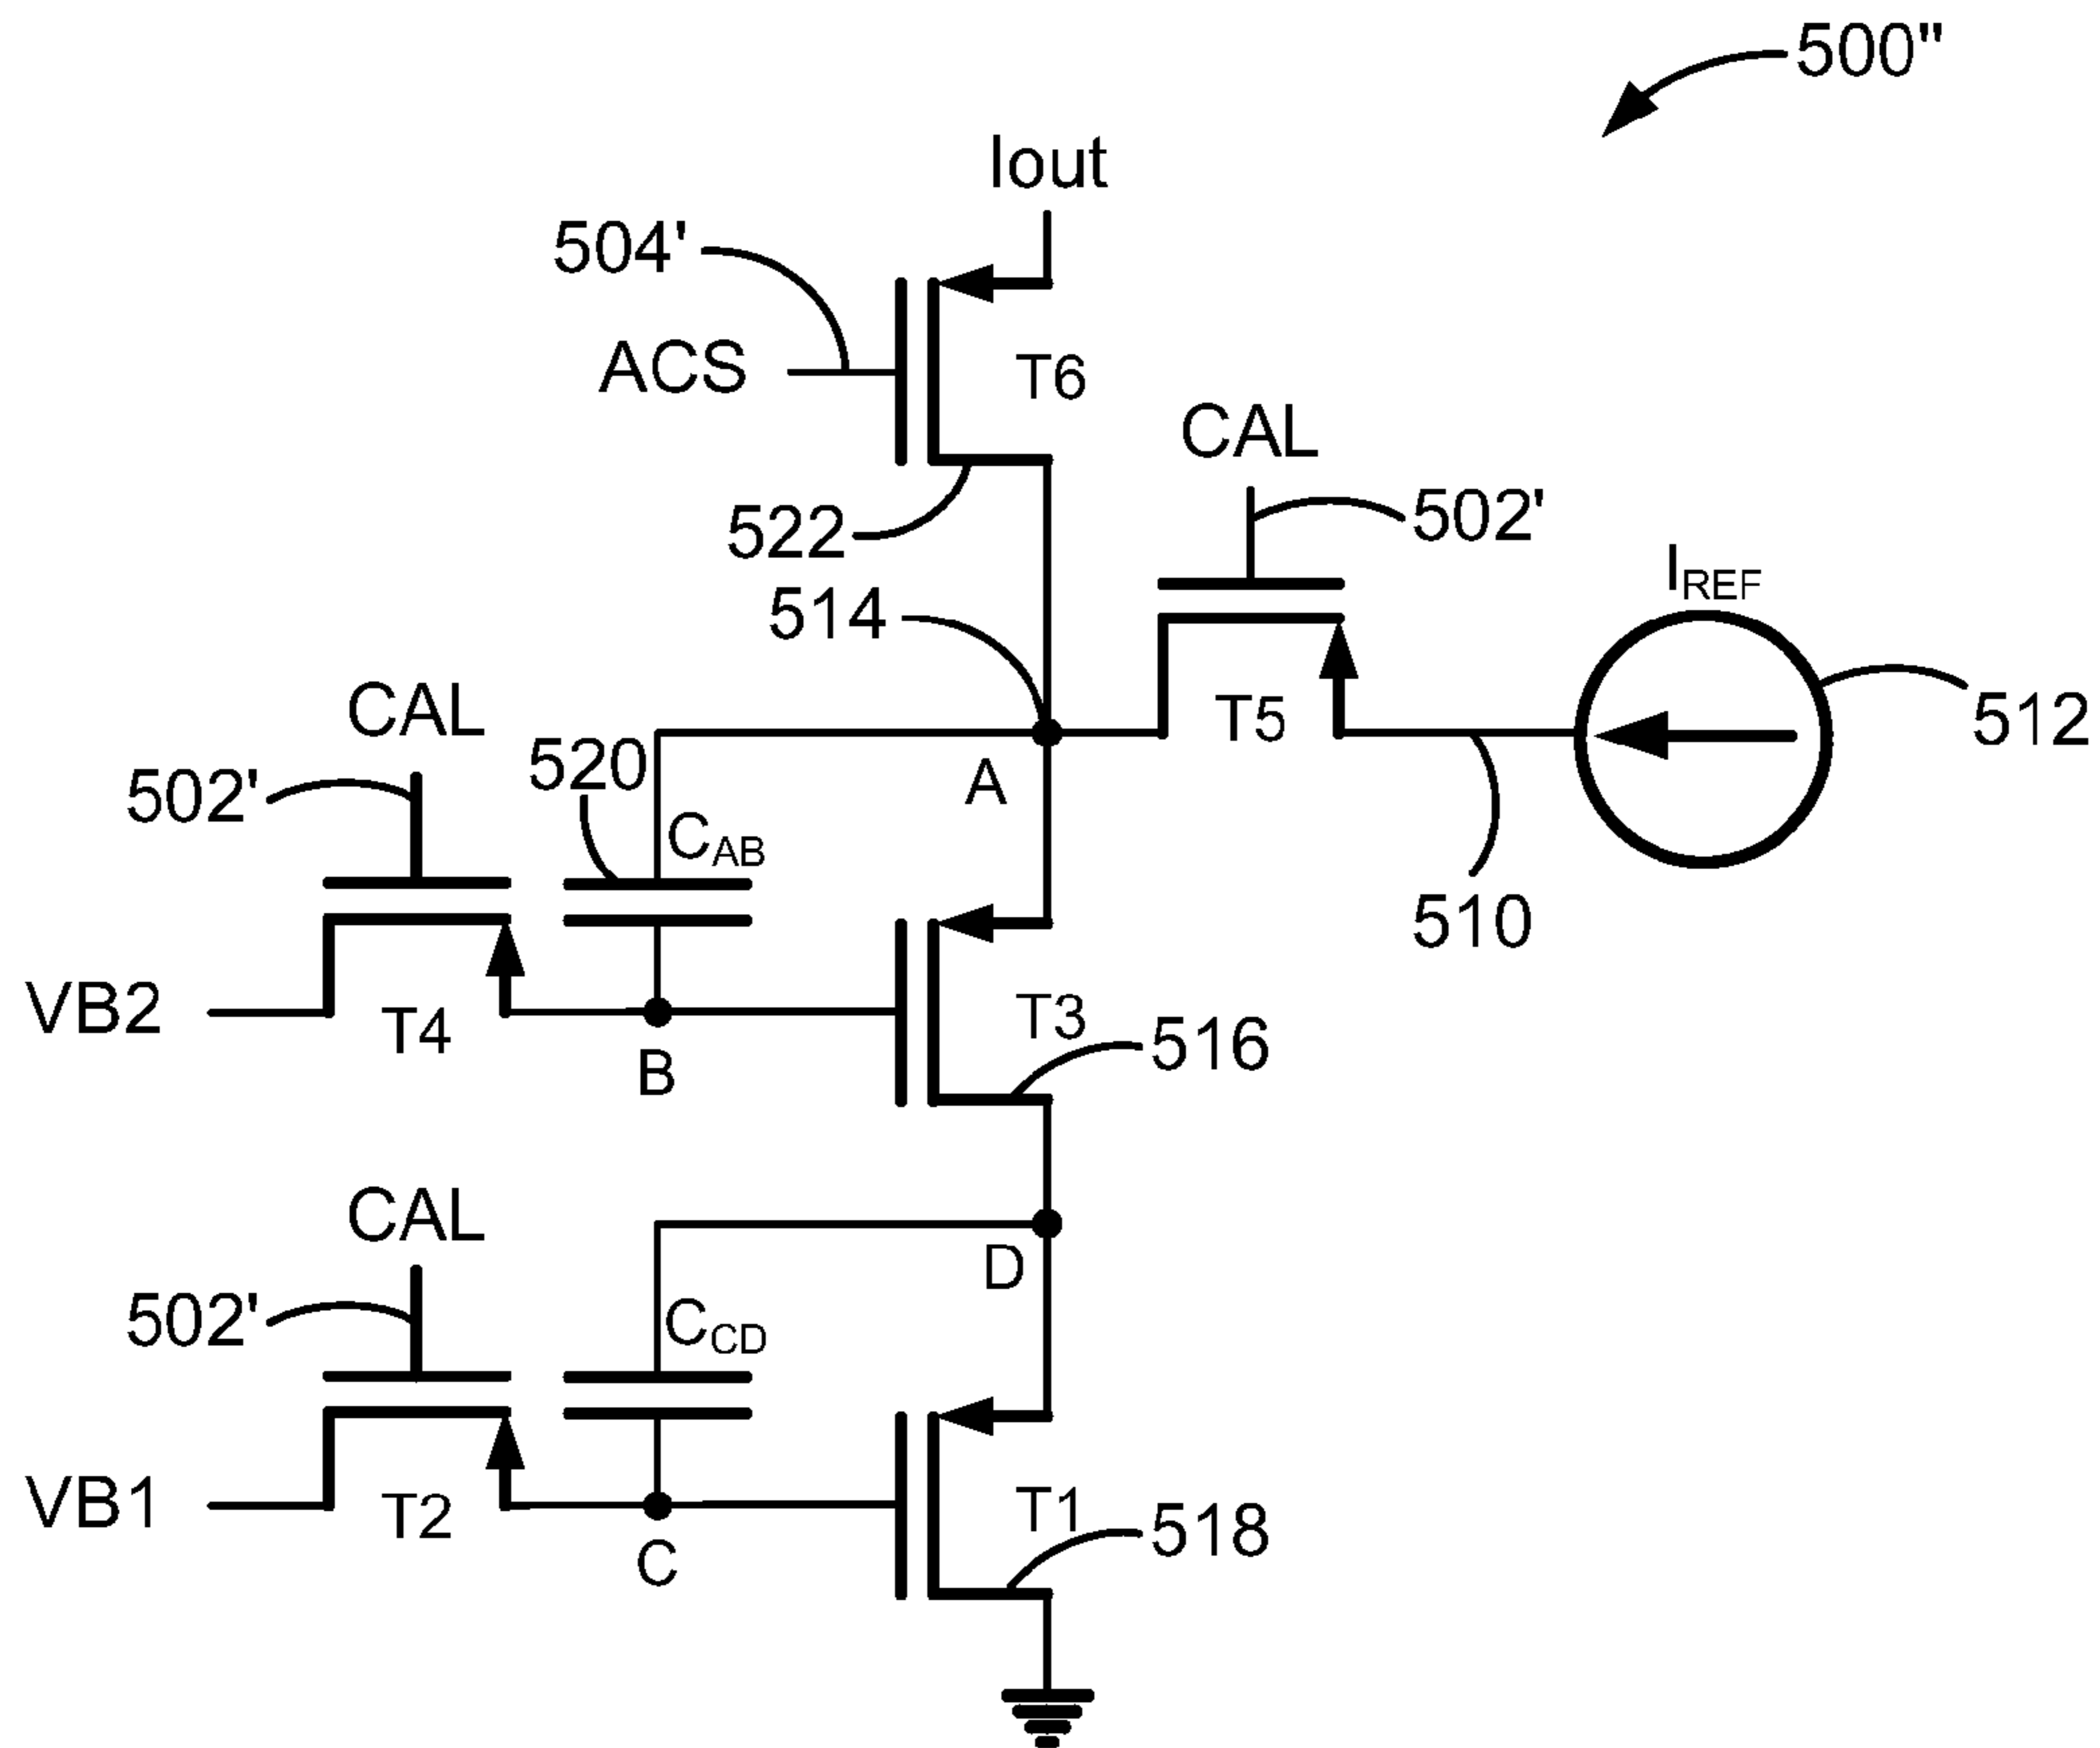 500"
Iout
504'
ACS
T6
CAL
522
502'
IREF
514
CAL
520
T5
512
502'
A
CAB
510
VB2
T4
T3
516
B
CAL
D
502'
CCD
VB1
T2
T1
518
C